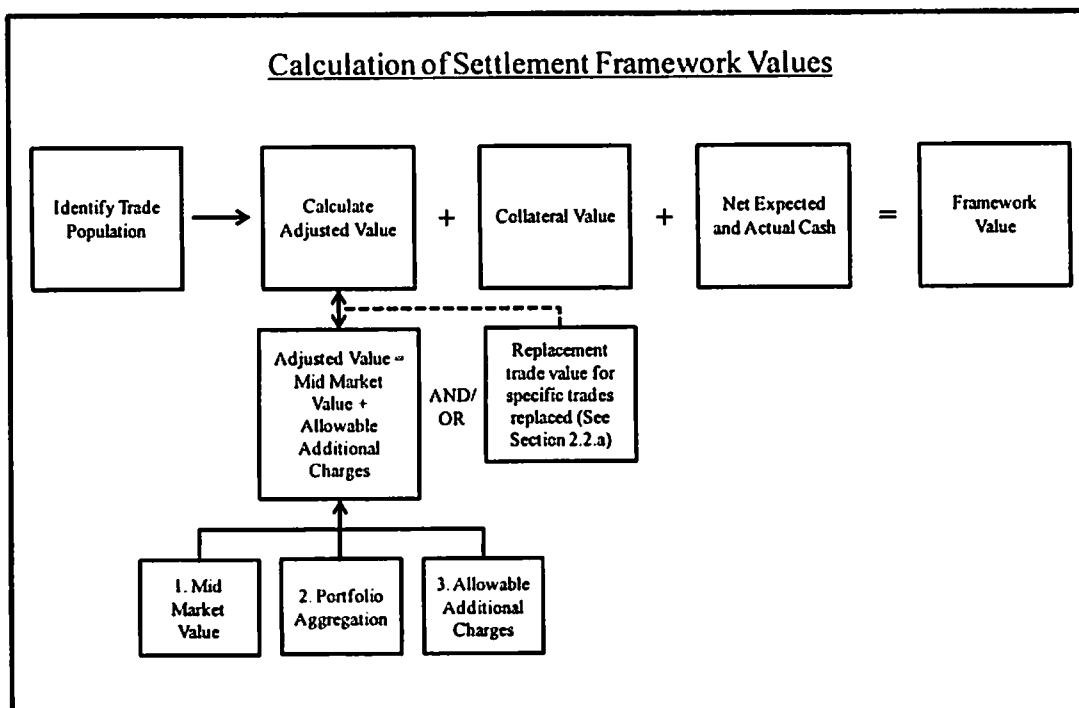 Calculation of Settlement Framework Values
Identify Trade
Population
Calculate
Adjusted Value
+
Collateral Value
+
Net Expected
and Actual Cash
=
Framework
Value
Adjusted Value =
Mid Market
Value +
Allowable
Additional
Charges
AND/
OR
Replacement
trade value for
specific trades
replaced (See
Section 2.2.a)
1. Mid
Market
Value
2. Portfolio
Aggregation
3. Allowable
Additional
Charges